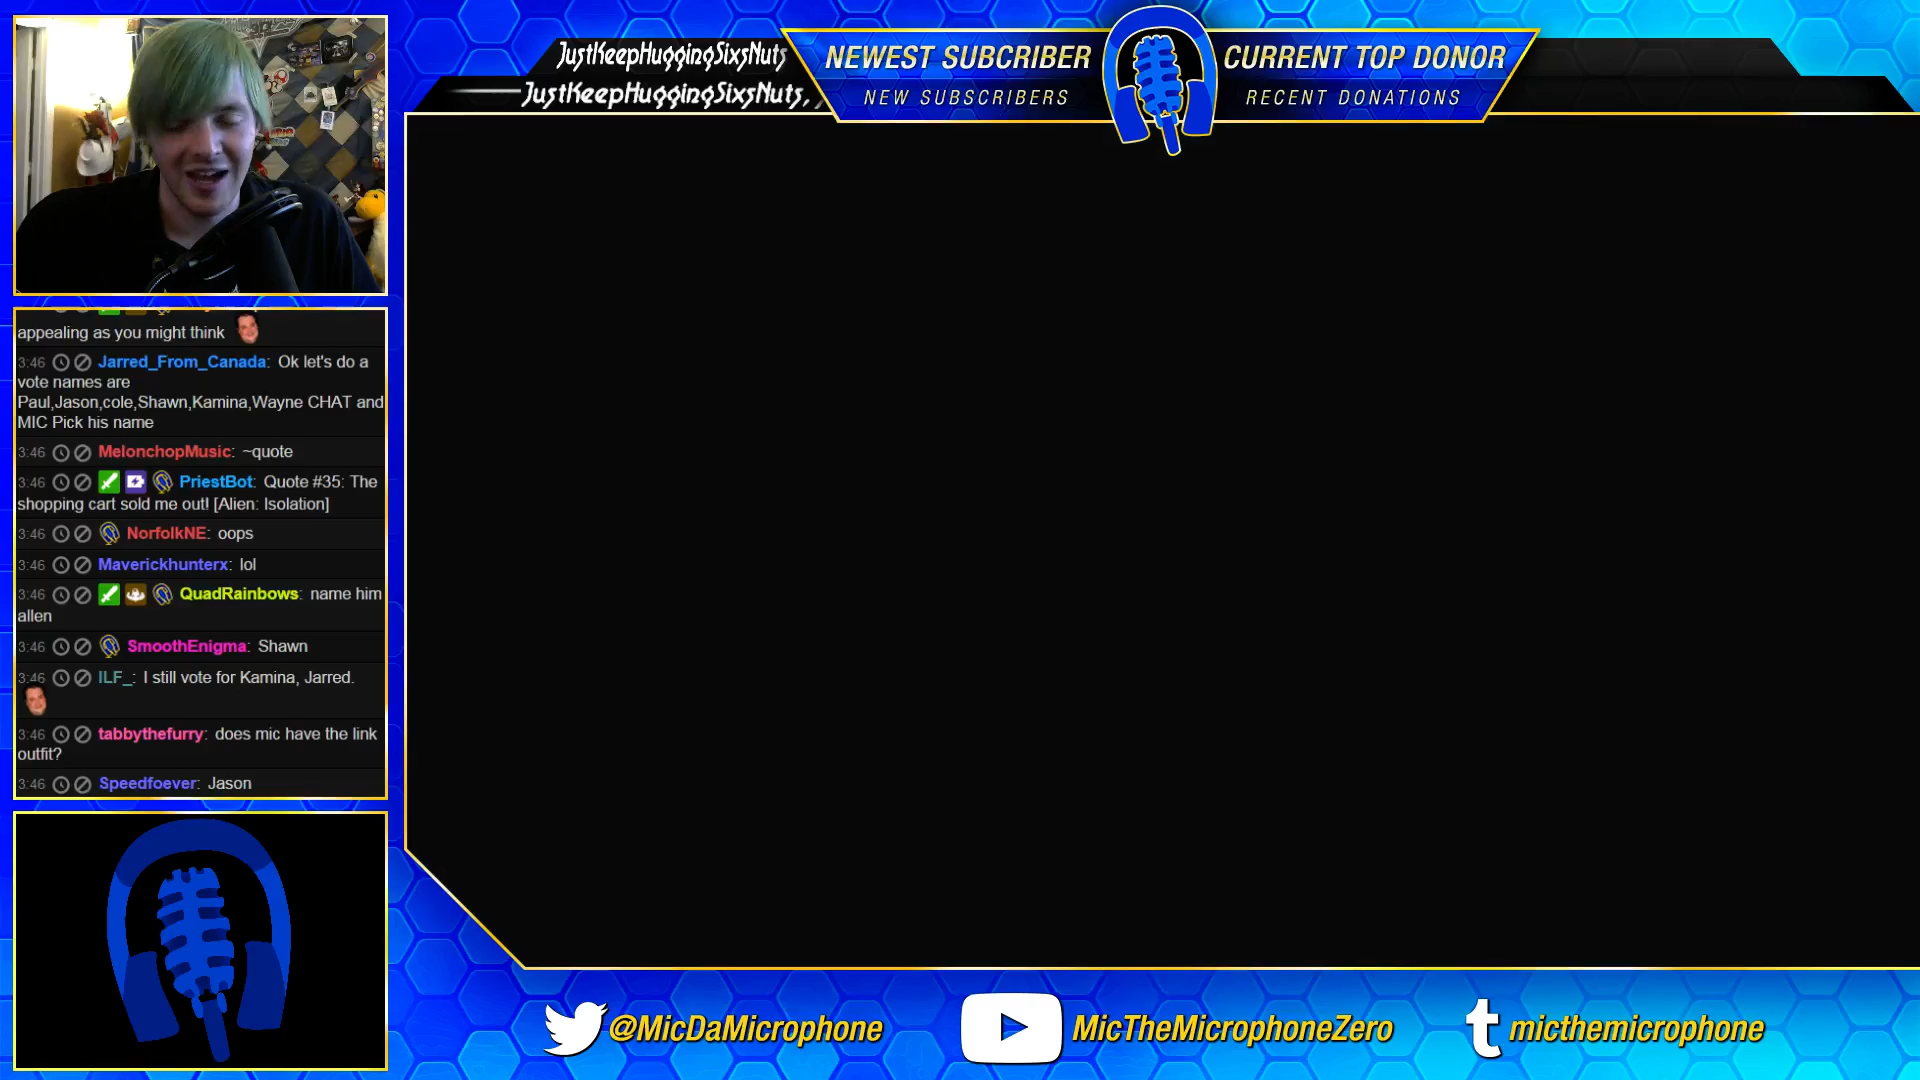 JustKeepHuggingSixsNuts
JustKeepHuggingSixsNuts,
NEWEST SUBCRIBER
NEW SUBSCRIBERS
CURRENT TOP DONOR
RECENT DONATIONS
appealing as you might think
3:46 Jarred_From_Canada: Ok let's do a
vote names are
Paul,Jason,cole,Shawn,Kamina,Wayne CHAT and
MIC Pick his name
3:46 MelonchopMusic: ~quote
3:46 PriestBot: Quote #35: The
shopping cart sold me out! [Alien: Isolation]
3:46 NorfolkNE: oops
3:46 Maverickhunterx: lol
3:46 QuadRainbows: name him
allen
3:46 SmoothEnigma: Shawn
3:46 ILF_: I still vote for Kamina, Jarred.
3:46 tabbythefurry: does mic have the link
outfit?
3:46 Speedfoever: Jason
@MicDaMicrophone
MicTheMicrophoneZero
t micthemicrophone